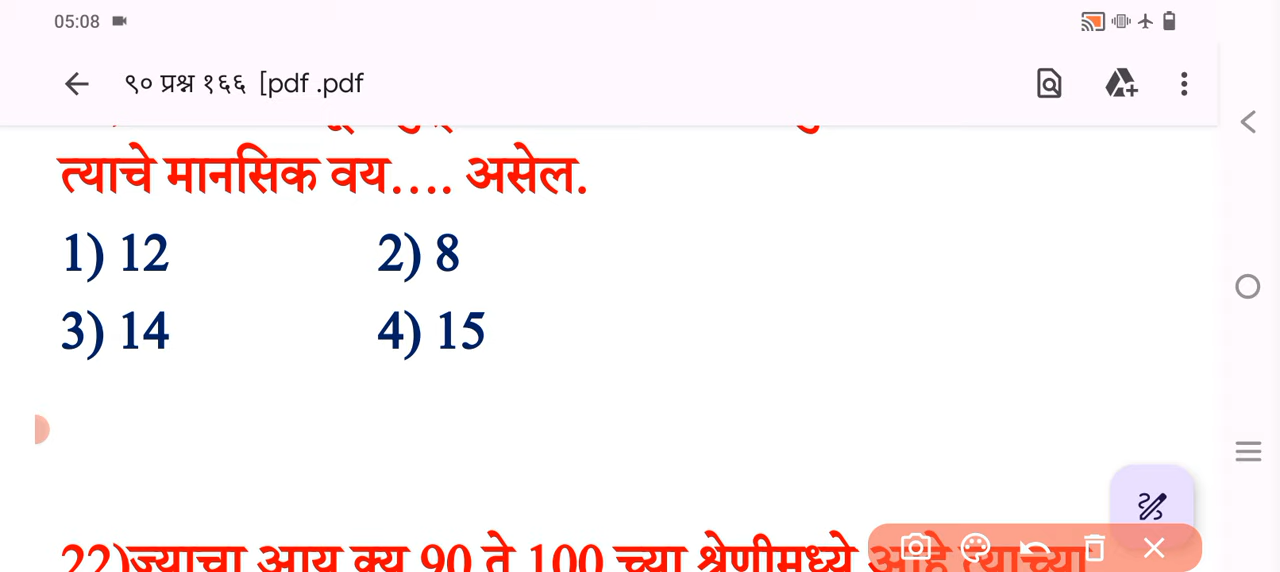 05:08
९० प्रश्न १६६ [pdf .pdf
त्याचे मानसिक वय.... असेल.
1) 12 2) 8
3) 14 4) 15
22)ज्याचा आय क्यू 90 ते 100 च्या श्रेणीमध्ये आहे त्याच्या